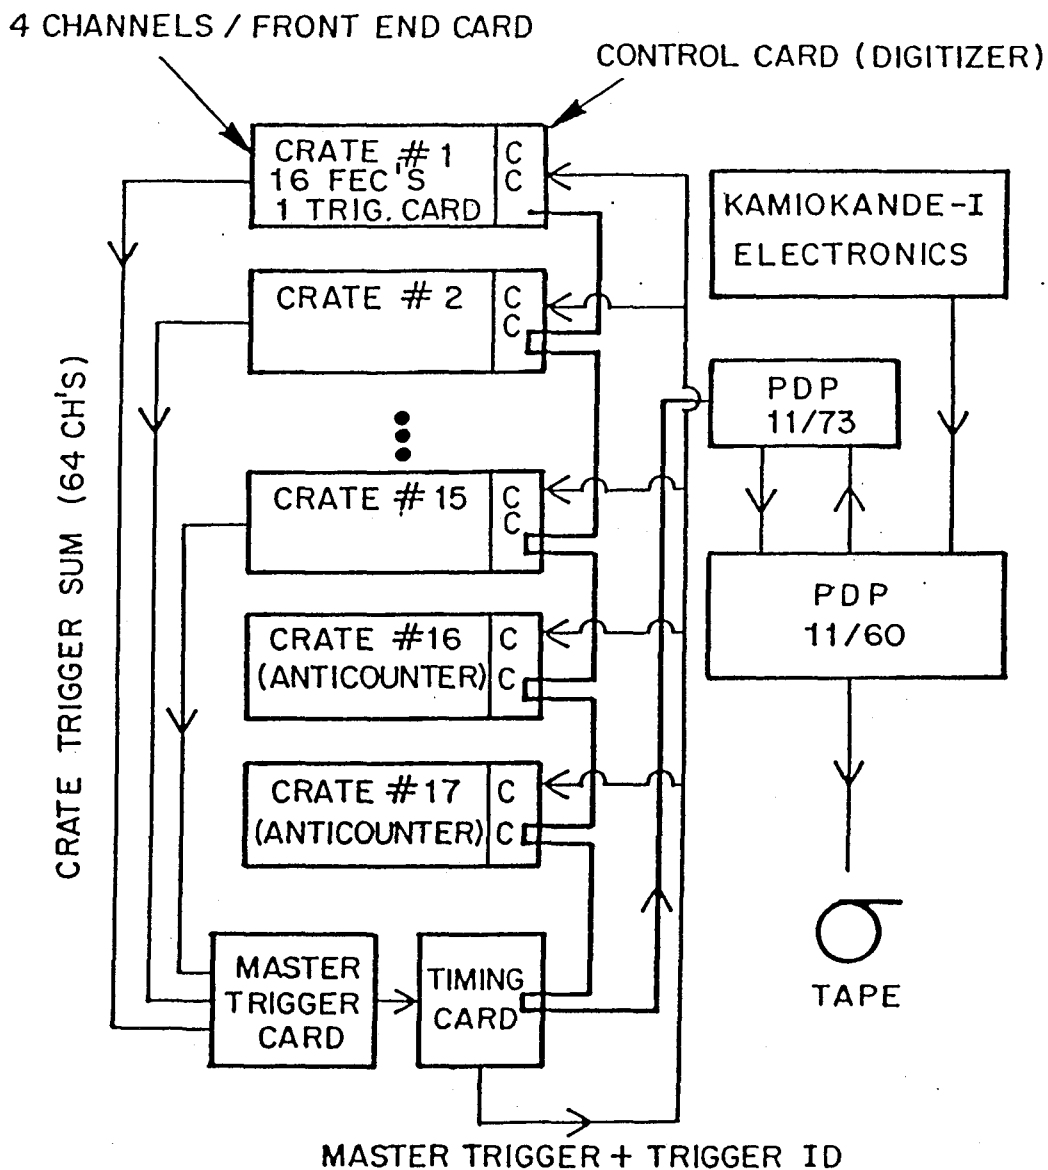 4 CHANNELS / FRONT END CARD
CONTROL CARD (DIGITIZER)
CRATE #1
16 FEC'S
1 TRIG. CARD
C
C
KAMIOKANDE-I
ELECTRONICS
CRATE #2
C
C
PDP
11/73
CRATE #15
C
C
PDP
11/60
CRATE #16
(ANTICOUNTER)
C
C
CRATE #17
(ANTICOUNTER)
C
C
CRATE TRIGGER SUM (64 CH'S)
MASTER
TRIGGER
CARD
TIMING
CARD
TAPE
MASTER TRIGGER + TRIGGER ID